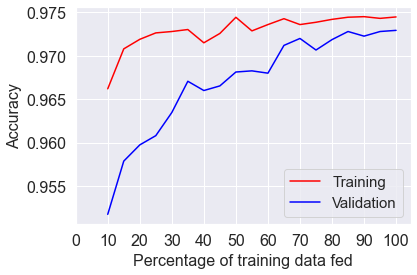 0.975
0.970
0.965
0.960
0.955
Accuracy
0 10 20 30 40 50 60 70 80 90 100
Percentage of training data fed
Training
Validation